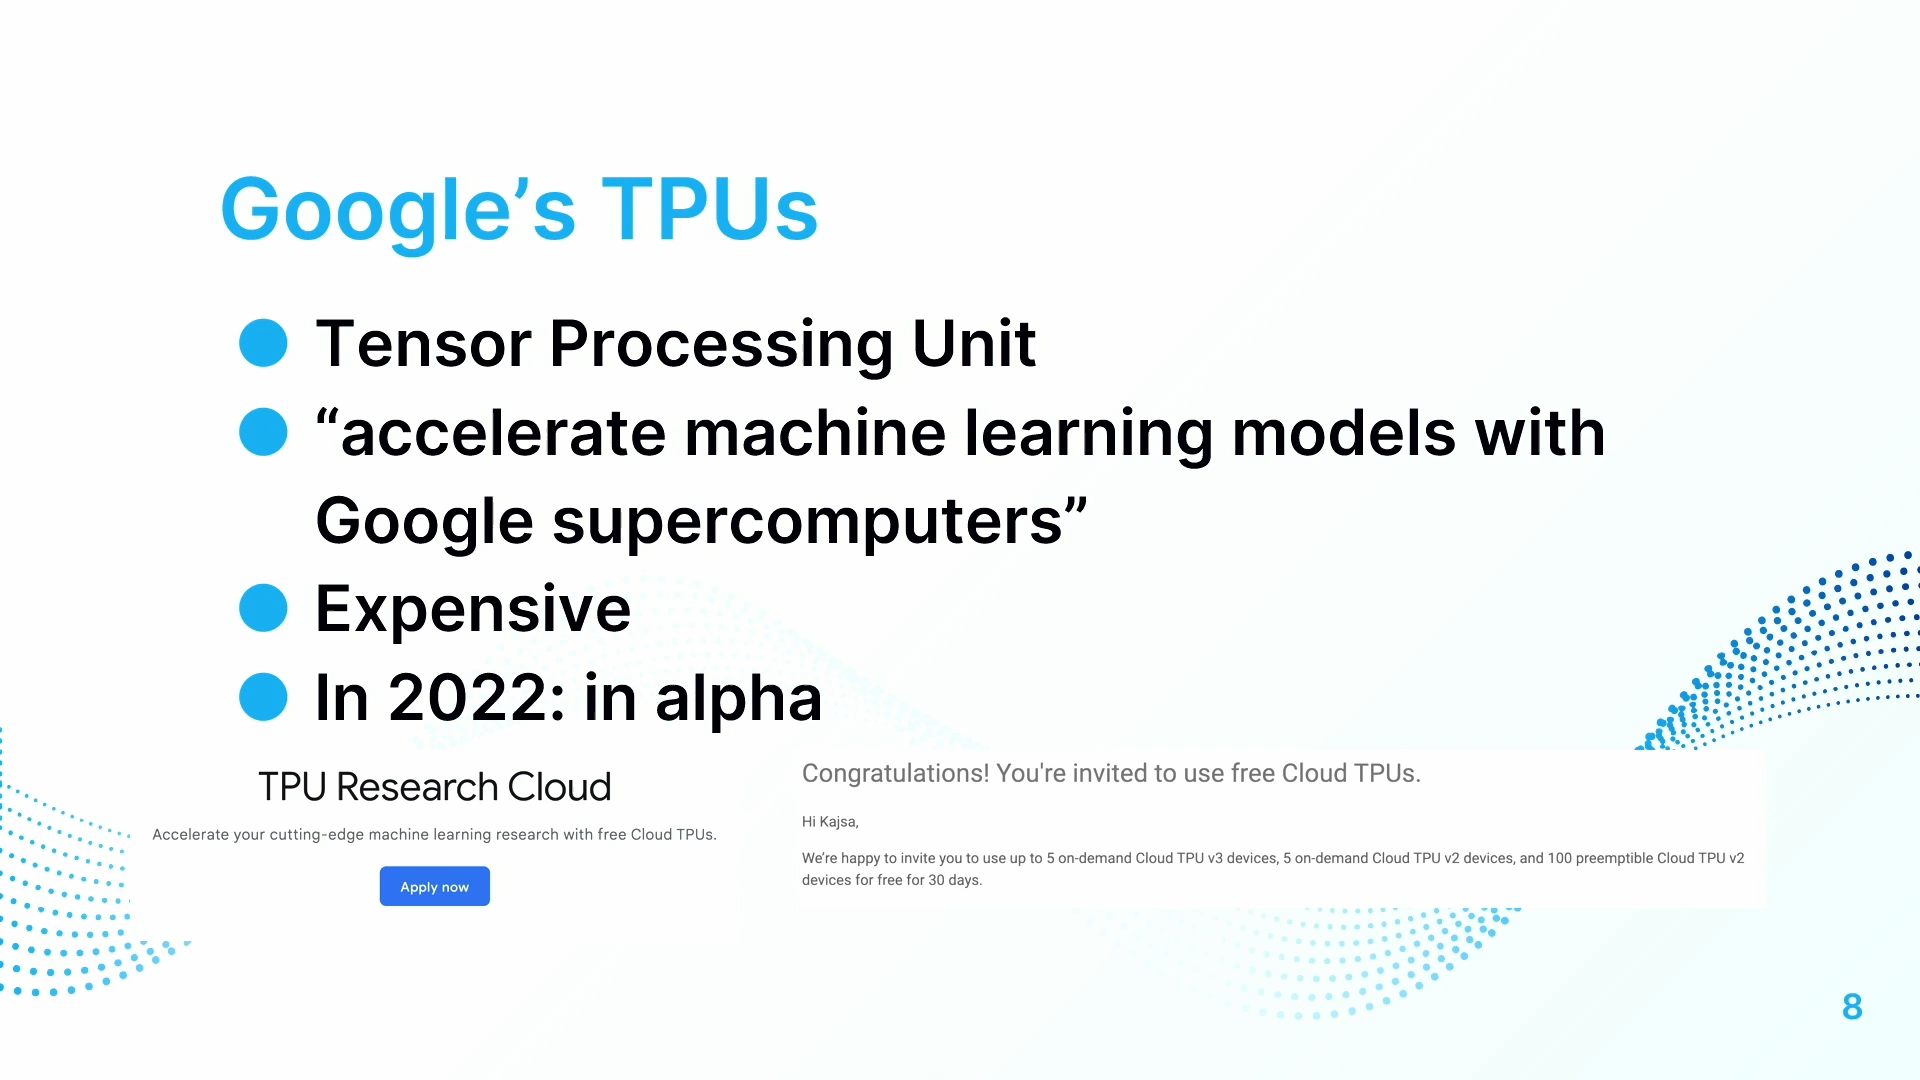 Google’s TPUs
Tensor Processing Unit
“accelerate machine learning models with
Google supercomputers”
Expensive
In 2022: in alpha
TPU Research Cloud
Accelerate your cutting-edge machine learning research with free Cloud TPUs.
Apply now
Congratulations! You're invited to use free Cloud TPUs.
Hi Kajsa,
We’re happy to invite you to use up to 5 on-demand Cloud TPU v3 devices, 5 on-demand Cloud TPU v2 devices, and 100 preemptible Cloud TPU v2
devices for free for 30 days.
8